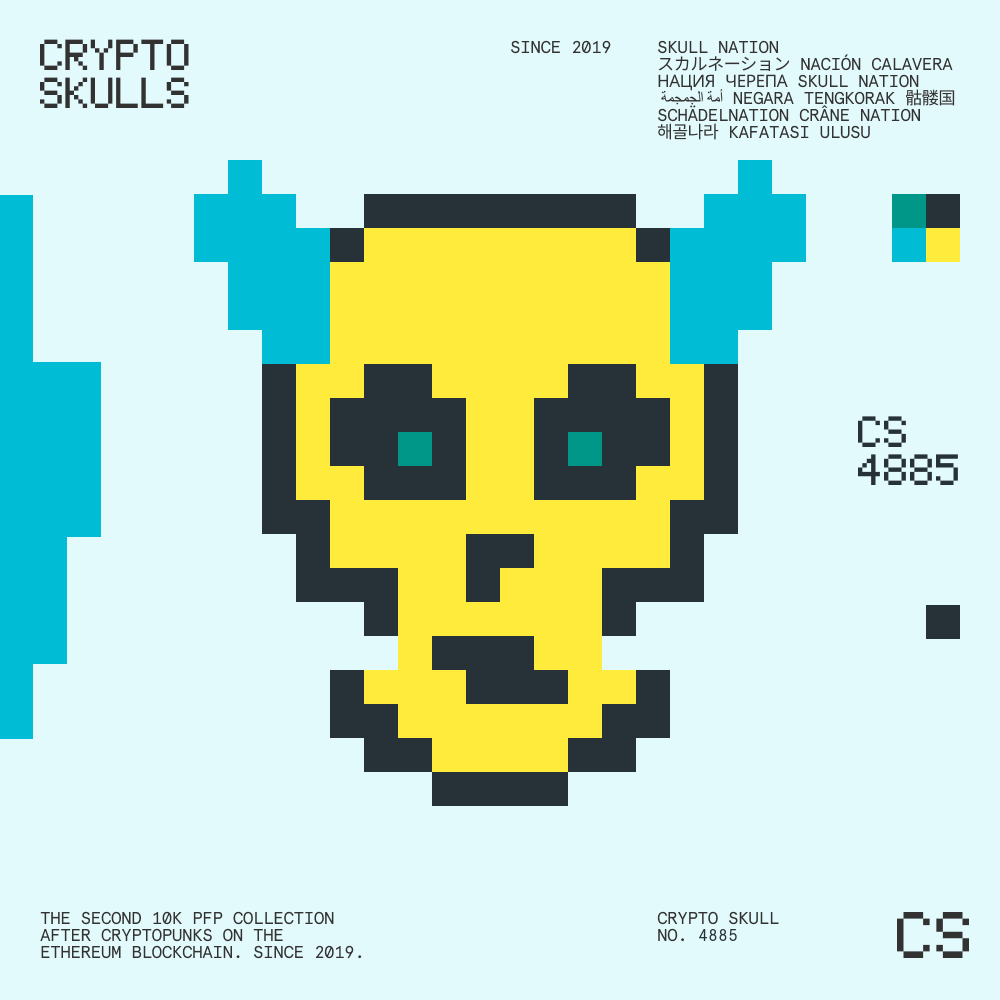 CRYPTO
SKULLS
SINCE 2019
SKULL NATION
スカルネーション NACIÓN CALAVERA
НАЦИЯ ЧЕРЕПА SKULL NATION
أمة الجمجمة NEGARA TENGKORAK 骷髅国
SCHÄDELNATION CRÂNE NATION
해골나라 KAFATASI ULUSU
CS
4885
THE SECOND 10K PFP COLLECTION
AFTER CRYPTOPUNKS ON THE
ETHEREUM BLOCKCHAIN. SINCE 2019.
CRYPTO SKULL
NO. 4885
CS